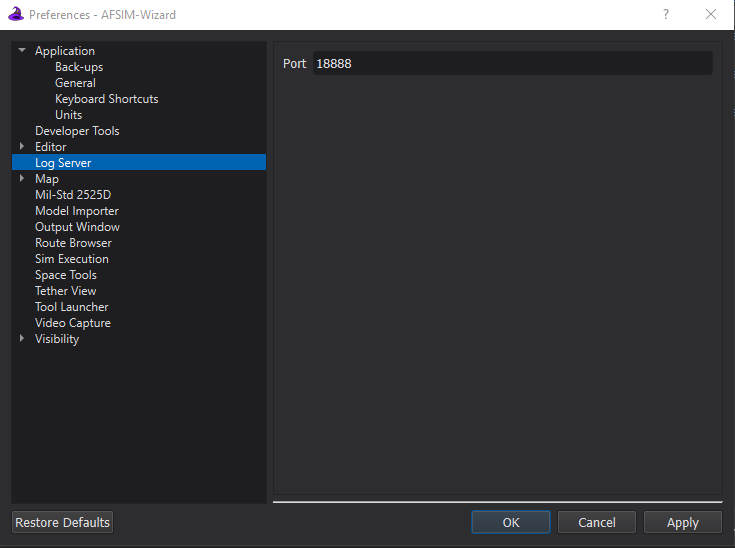 Preferences - AFSIM-Wizard
?
Application
Back-ups
General
Keyboard Shortcuts
Units
Developer Tools
Editor
Log Server
Map
Mil-Std 2525D
Model Importer
Output Window
Route Browser
Sim Execution
Space Tools
Tether View
Tool Launcher
Video Capture
Visibility
Port 18888
Restore Defaults
OK
Cancel
Apply